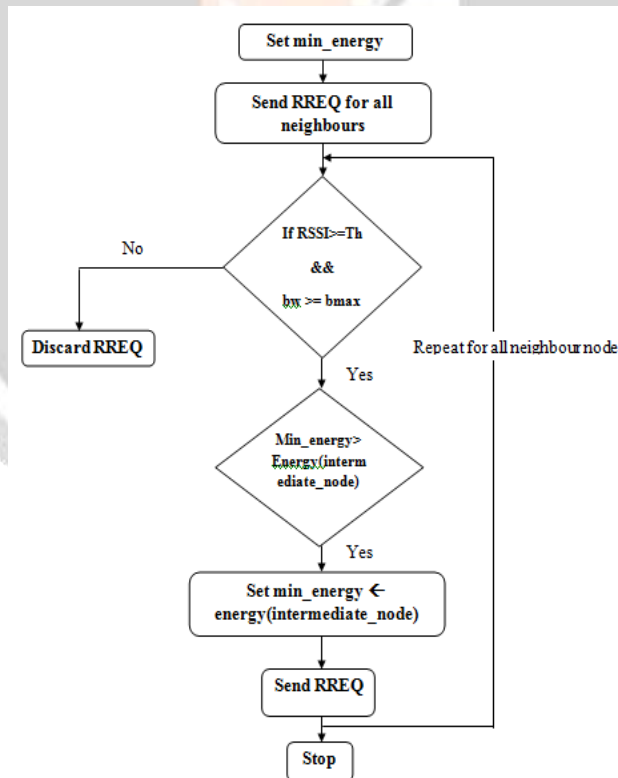 Set min_energy
Send RREQ for all
neighbours
If RSSI>=Th
No
&&
bw >= bmax
Discard RREQ
Repeat for all neighbour node
Yes
Min_energy>
Energy(interm
ediate_node)
Yes
Set min_energy ←
energy(intermediate_node)
Send RREQ
Stop